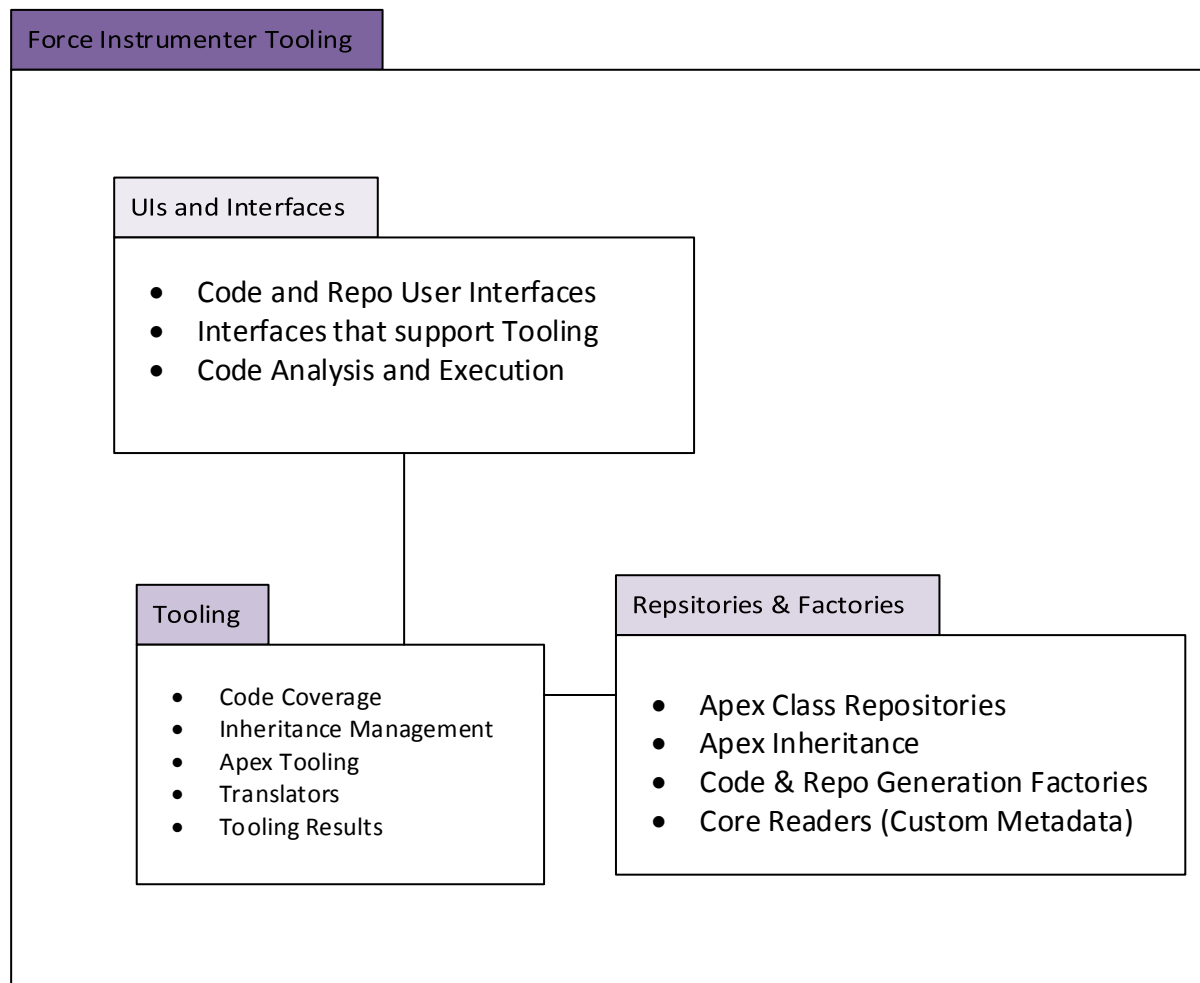 Force Instrumenter Tooling
UIs and Interfaces
• Code and Repo User Interfaces
• Interfaces that support Tooling
• Code Analysis and Execution
Tooling
• Code Coverage
• Inheritance Management
• Apex Tooling
• Translators
• Tooling Results
Repsitories & Factories
• Apex Class Repositories
• Apex Inheritance
• Code & Repo Generation Factories
• Core Readers (Custom Metadata)